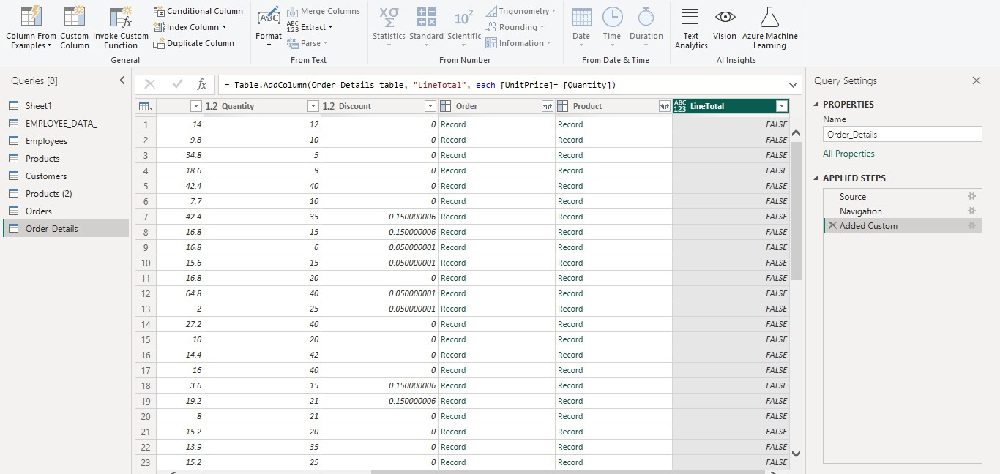 Column From Examples
Custom Column
Invoke Custom Function
Conditional Column
Index Column
Duplicate Column
General
ABC
Format
Merge Columns
ABC 123 Extract
abc Parse
From Text
ΧΟ Σ
Statistics
Standard
10²
Scientific
Trigonometry
.00 Rounding
Information
From Number
Date
Time
Duration
From Date & Time
Text Analytics
Vision
Azure Machine Learning
AI Insights
Queries [8]
Sheet1
EMPLOYEE_DATA_
Employees
Products
Customers
Products (2)
Orders
Order_Details
fx
= Table.AddColumn(Order_Details_table, "LineTotal", each [UnitPrice]= [Quantity])
1.2 Quantity 1.2 Discount Order Product ABC 123 LineTotal
1 14 12 0 Record Record FALSE
2 9.8 10 0 Record Record FALSE
3 34.8 5 0 Record Record FALSE
4 18.6 9 0 Record Record FALSE
5 42.4 40 0 Record Record FALSE
6 7.7 10 0 Record Record FALSE
7 42.4 35 0.150000006 Record Record FALSE
8 16.8 15 0.150000006 Record Record FALSE
9 16.8 6 0.050000001 Record Record FALSE
10 15.6 15 0.050000001 Record Record FALSE
11 16.8 20 0 Record Record FALSE
12 64.8 40 0.050000001 Record Record FALSE
13 2 25 0.050000001 Record Record FALSE
14 27.2 40 0 Record Record FALSE
15 10 20 0 Record Record FALSE
16 14.4 42 0 Record Record FALSE
17 16 40 0 Record Record FALSE
18 3.6 15 0.150000006 Record Record FALSE
19 19.2 21 0.150000006 Record Record FALSE
20 8 21 0 Record Record FALSE
21 15.2 20 0 Record Record FALSE
22 13.9 35 0 Record Record FALSE
23 15.2 25 0 Record Record FALSE
Query Settings
PROPERTIES
Name
Order_Details
All Properties
APPLIED STEPS
Source
Navigation
Added Custom